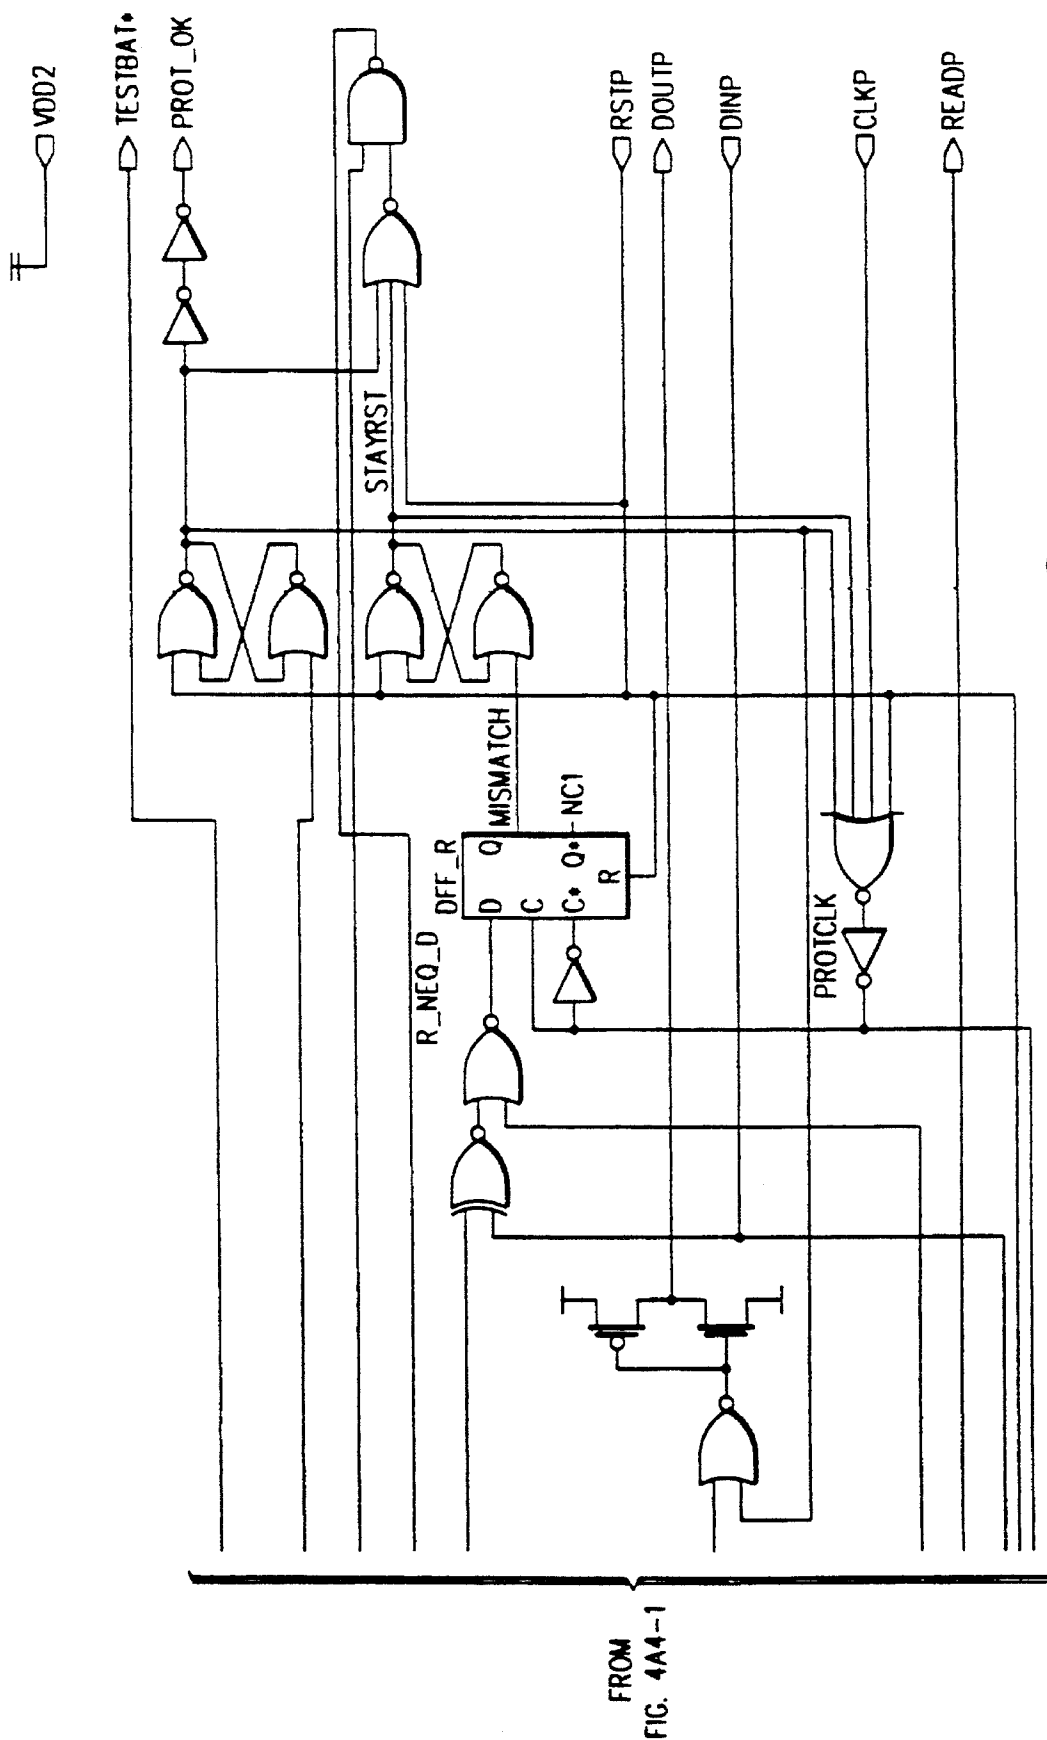 VDD2
TESTBAT*
PROT_OK
STAYRST
RSTP
DOUTP
DINP
CLKP
READP
MISMATCH
NC1
DFF_R
D
Q
C
C*
Q*
R
R_NEQ_D
PROTCLK
FROM
FIG. 4A4-1